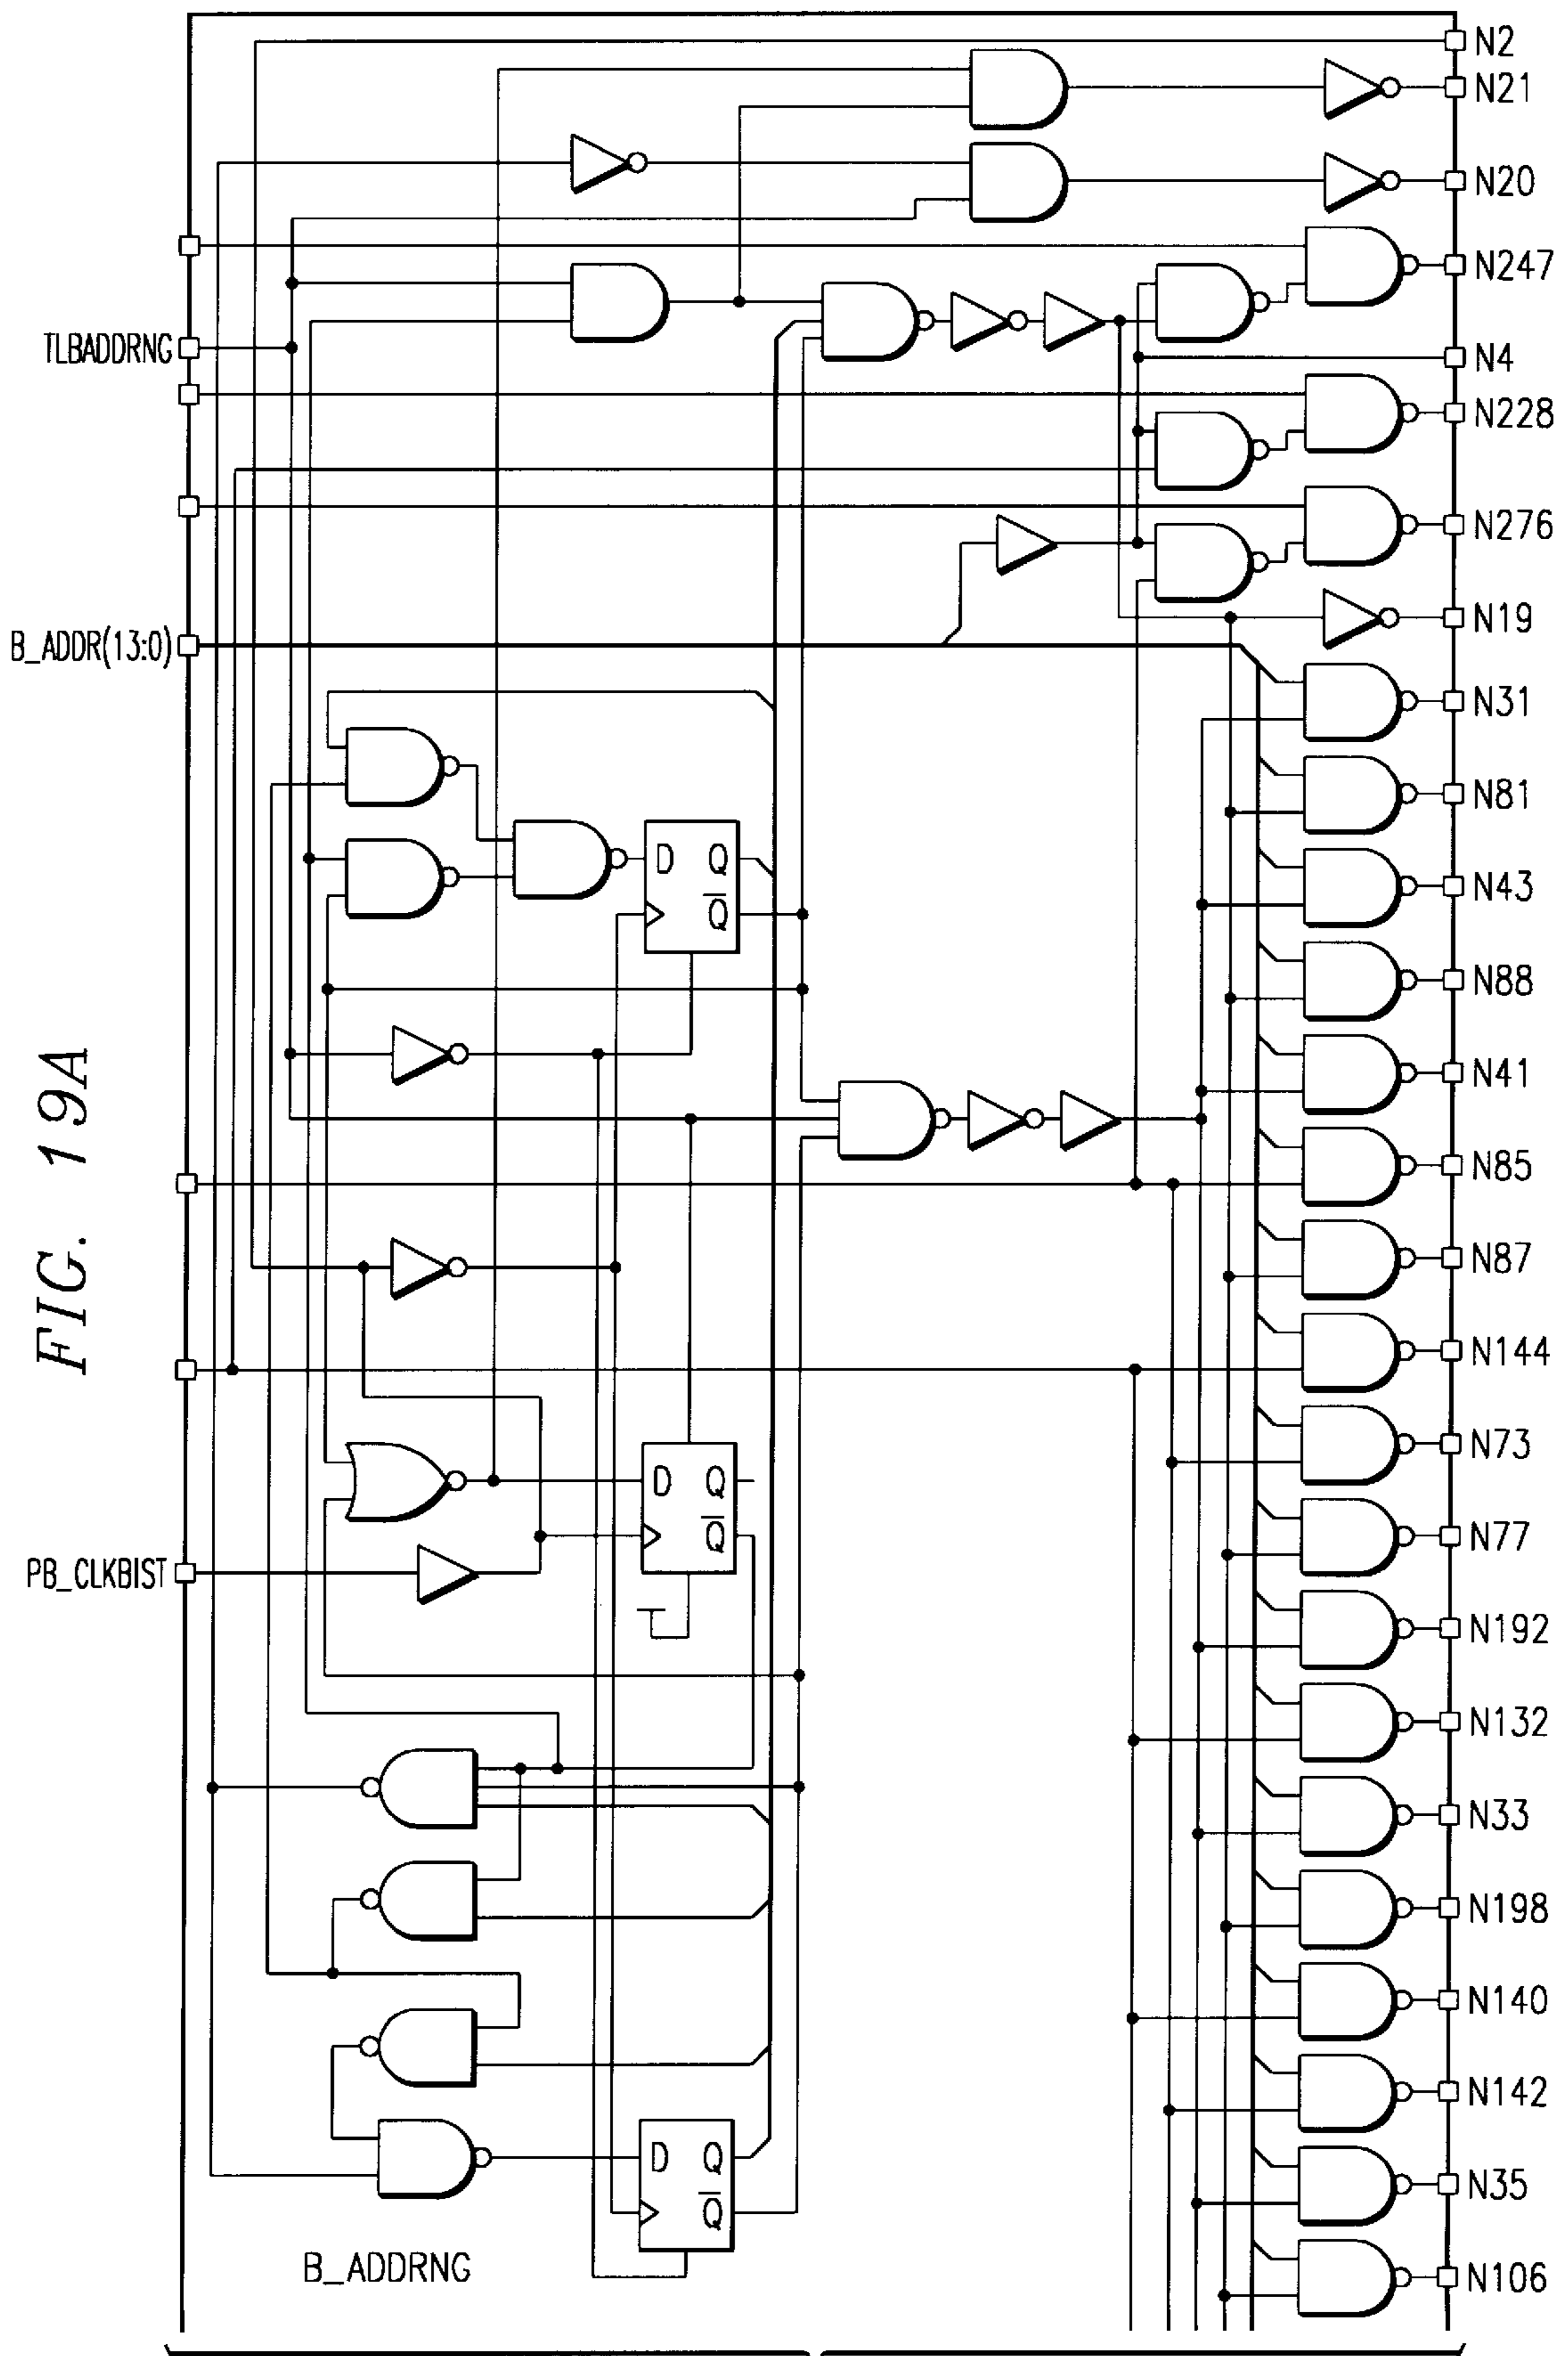 N2
N21
N20
N247
TLBADDRNG
N4
N228
N276
N19
B_ADDR(13:0)
N31
N81
D Q
Q̅
N43
N88
FIG. 19A
N41
N85
N87
N144
N73
D Q
Q̅
N77
PB_CLKBIST
N192
N132
N33
N198
N140
N142
D Q
Q̅
N35
B_ADDRNG
N106